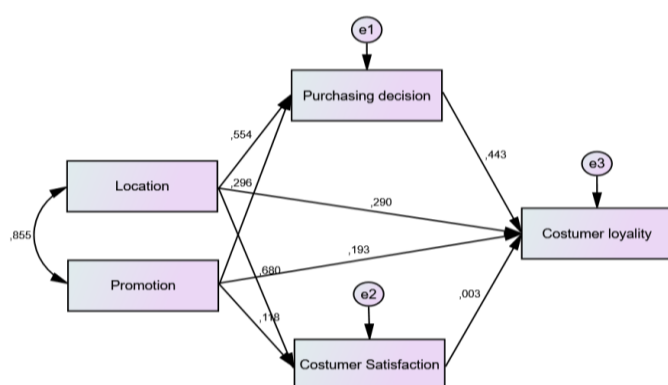 e1
Purchasing decision
,554
,443
e3
Location
,296
,290
,855
Costumer loyality
,193
Promotion
,680
e2
,003
,118
Costumer Satisfaction